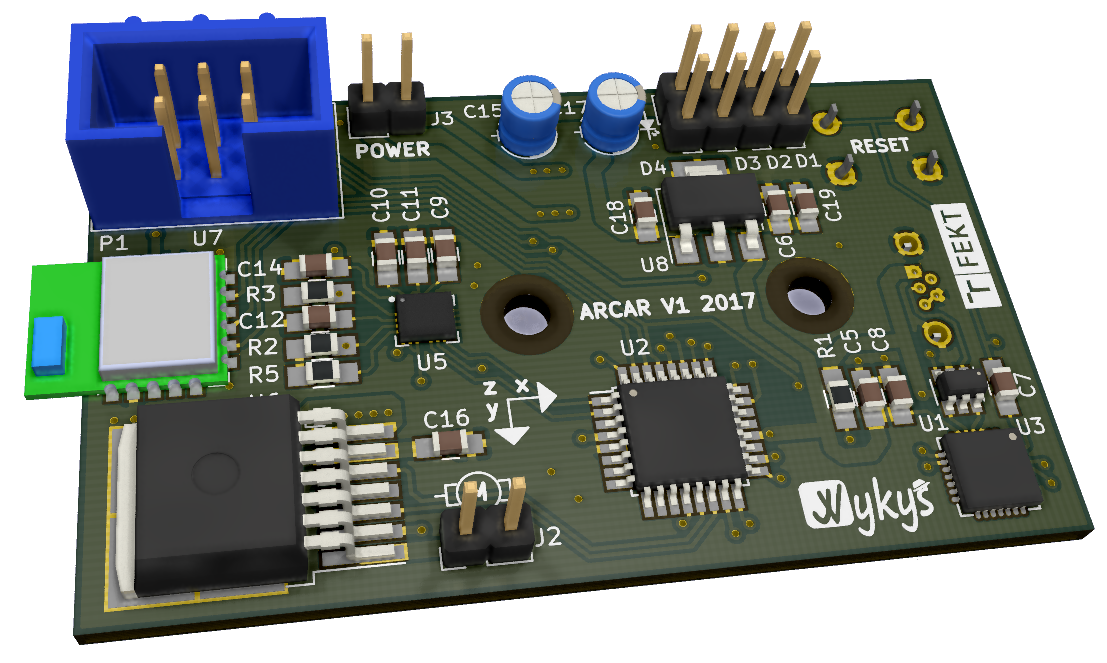 J3
POWER
C15
17
D4
D3 D2 D1
RESET
C10
C11
C9
C18
C6
C19
P1
U7
U8
T FEKT
C14
R3
C12
R2
R5
U5
ARCAR V1 2017
U2
R1
C5
C8
C7
z x
y
C16
U1
U3
M
J2
wykys